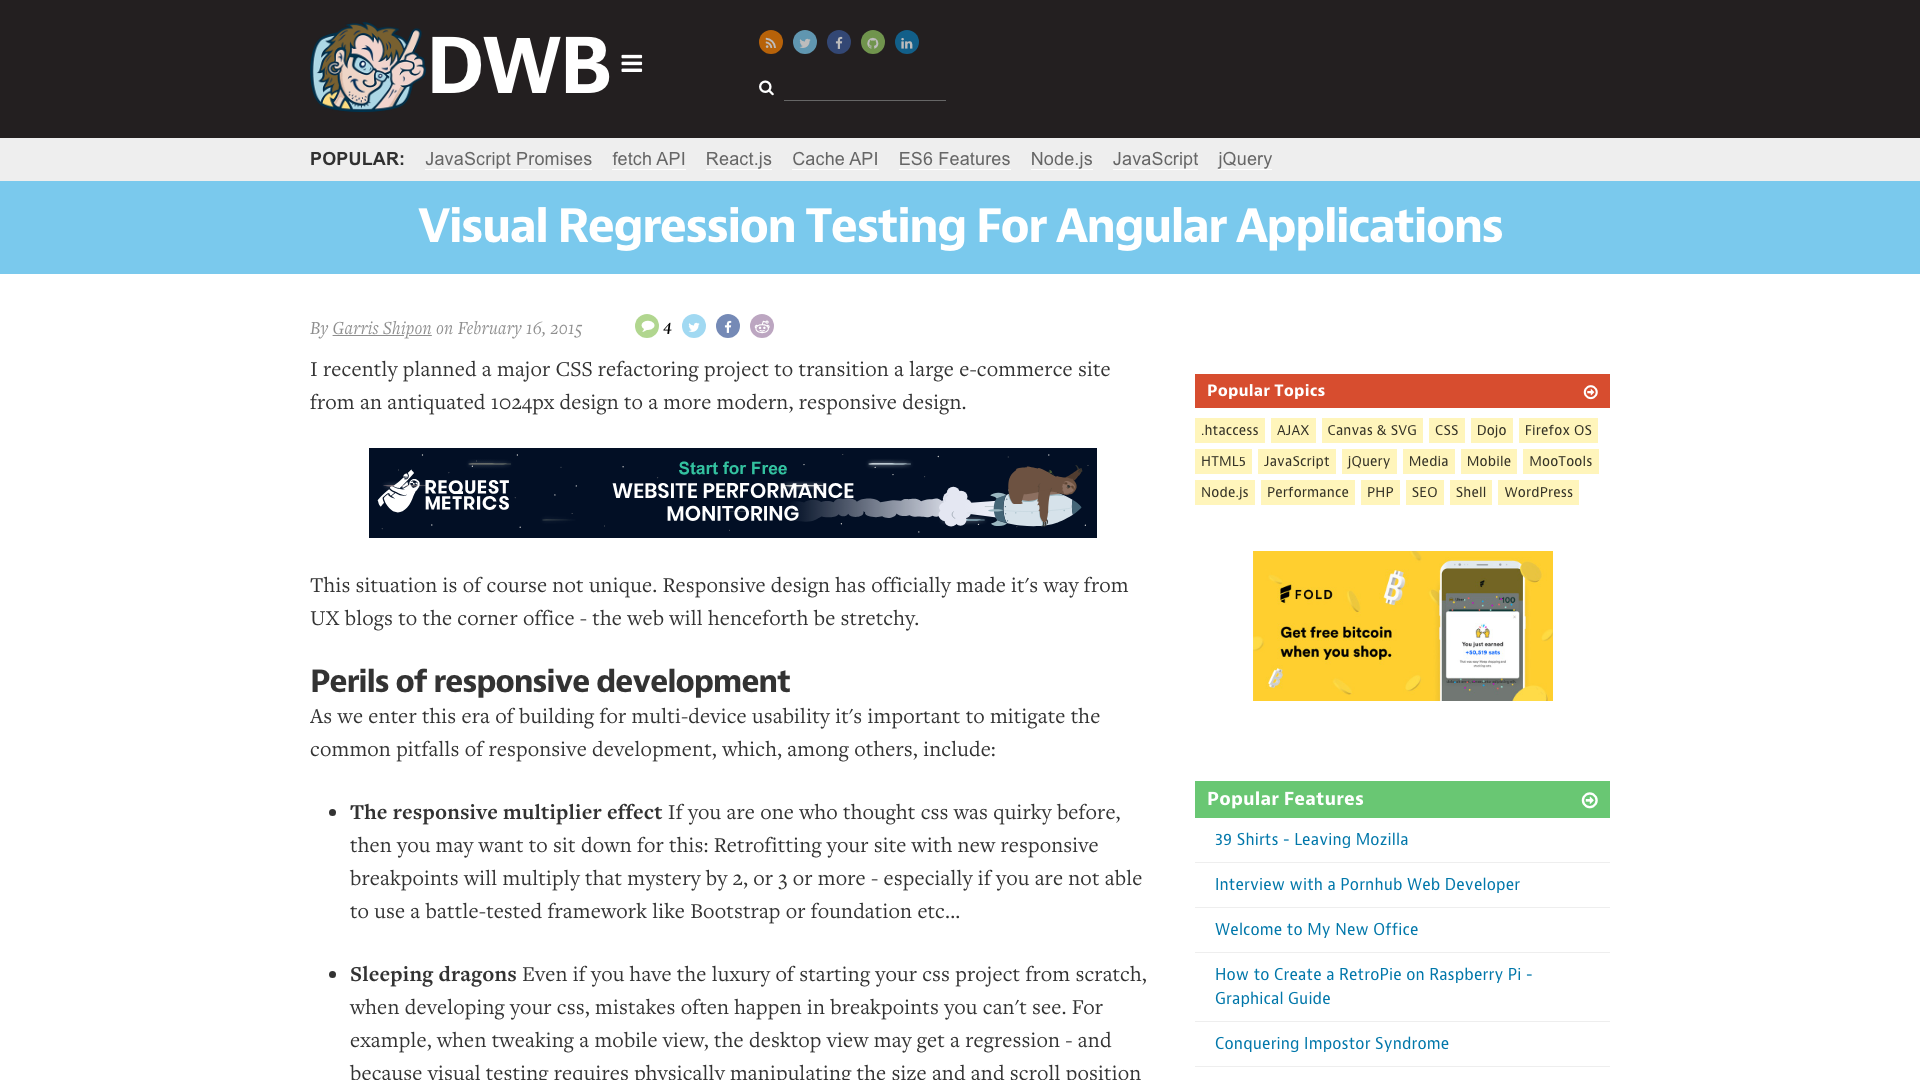 DWB
POPULAR: JavaScript Promises fetch API React.js Cache API ES6 Features Node.js JavaScript jQuery
Visual Regression Testing For Angular Applications
By Garris Shipon on February 16, 2015
4
I recently planned a major CSS refactoring project to transition a large e-commerce site
from an antiquated 1024px design to a more modern, responsive design.
REQUEST
METRICS
Start for Free
WEBSITE PERFORMANCE
MONITORING
This situation is of course not unique. Responsive design has officially made it's way from
UX blogs to the corner office - the web will henceforth be stretchy.
Perils of responsive development
As we enter this era of building for multi-device usability it's important to mitigate the
common pitfalls of responsive development, which, among others, include:
The responsive multiplier effect If you are one who thought css was quirky before,
then you may want to sit down for this: Retrofitting your site with new responsive
breakpoints will multiply that mystery by 2, or 3 or more - especially if you are not able
to use a battle-tested framework like Bootstrap or foundation etc...
Sleeping dragons Even if you have the luxury of starting your css project from scratch,
when developing your css, mistakes often happen in breakpoints you can't see. For
example, when tweaking a mobile view, the desktop view may get a regression - and
because visual testing requires physically manipulating the size and and scroll position
Popular Topics
.htaccess AJAX Canvas & SVG CSS Dojo Firefox OS
HTML5 JavaScript jQuery Media Mobile MooTools
Node.js Performance PHP SEO Shell WordPress
FOLD
Get free bitcoin
when you shop.
You just earned
Popular Features
39 Shirts - Leaving Mozilla
Interview with a Pornhub Web Developer
Welcome to My New Office
How to Create a RetroPie on Raspberry Pi -
Graphical Guide
Conquering Impostor Syndrome